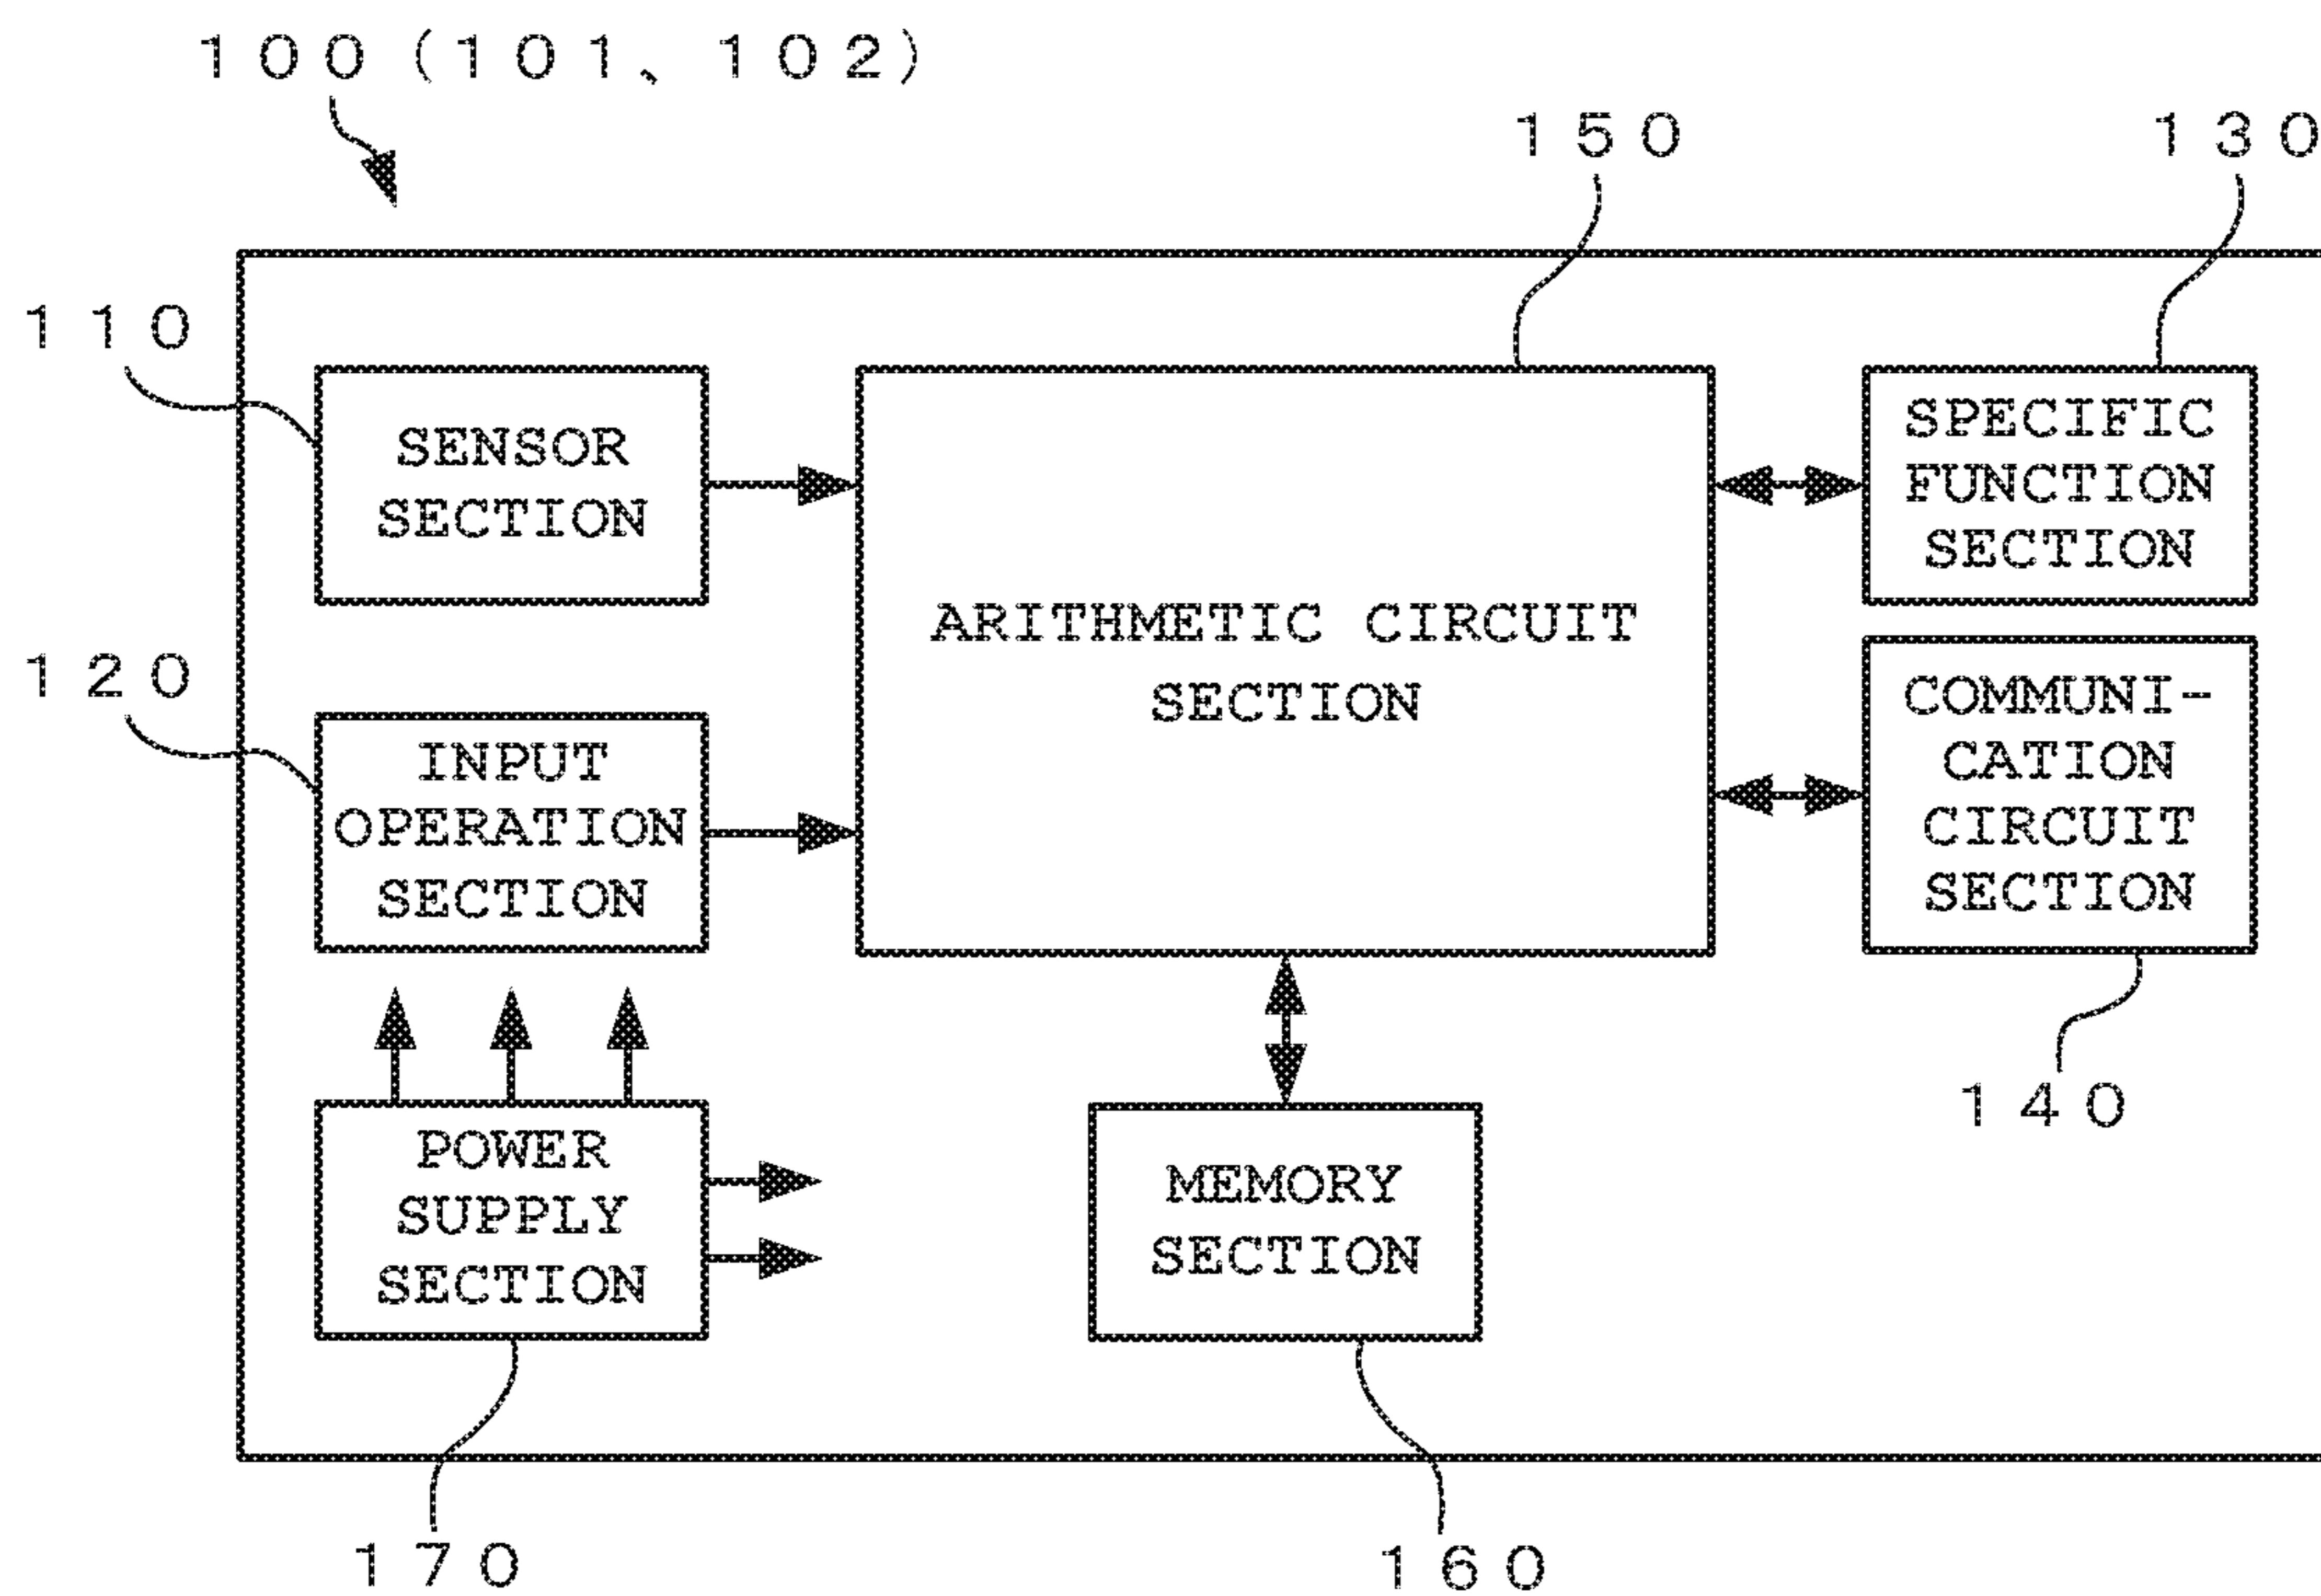 100(101、102)
150
130
110
SENSOR
SECTION
SPECIFIC
FUNCTION
SECTION
ARITHMETIC CIRCUIT
SECTION
120
INPUT
OPERATION
SECTION
COMMUNI-
CATION
CIRCUIT
SECTION
140
POWER
SUPPLY
SECTION
MEMORY
SECTION
170
160